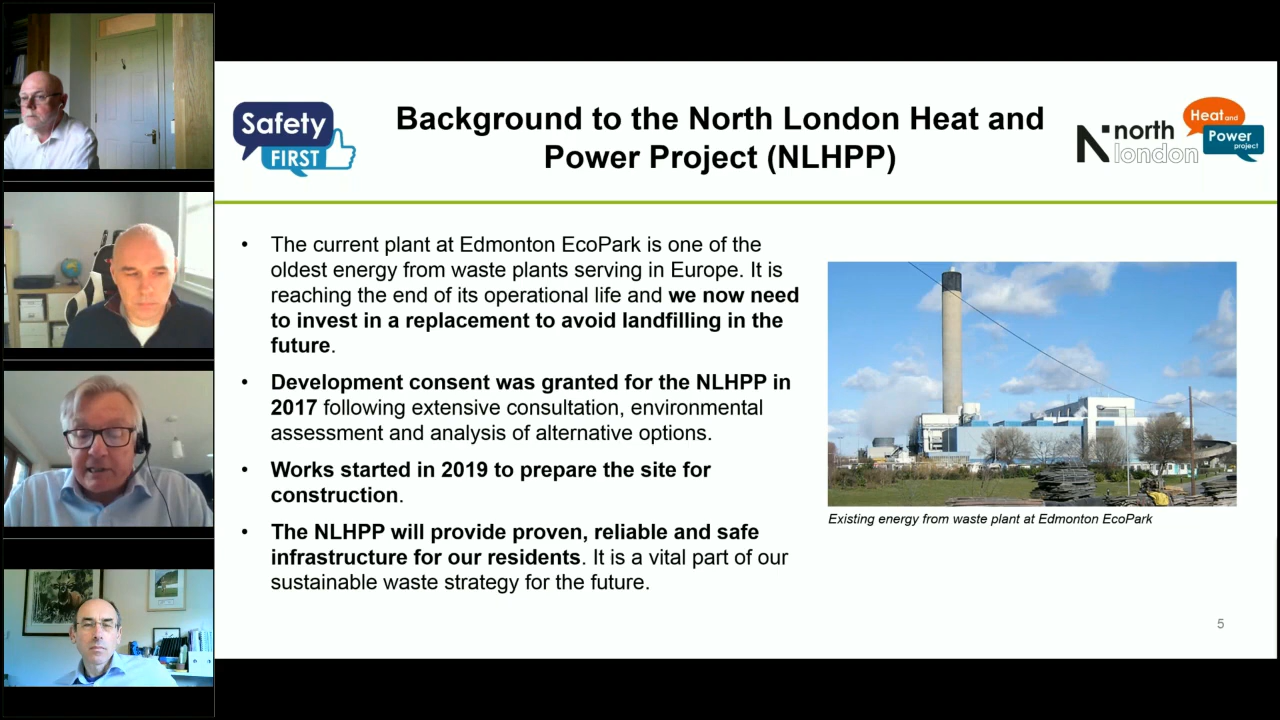 Safety
FIRST
Background to the North London Heat and
Power Project (NLHPP)
north
london
Heat and
Power
project
• The current plant at Edmonton EcoPark is one of the
oldest energy from waste plants serving in Europe. It is
reaching the end of its operational life and we now need
to invest in a replacement to avoid landfilling in the
future.
• Development consent was granted for the NLHPP in
2017 following extensive consultation, environmental
assessment and analysis of alternative options.
• Works started in 2019 to prepare the site for
construction.
• The NLHPP will provide proven, reliable and safe
infrastructure for our residents. It is a vital part of our
sustainable waste strategy for the future.
Existing energy from waste plant at Edmonton EcoPark
5